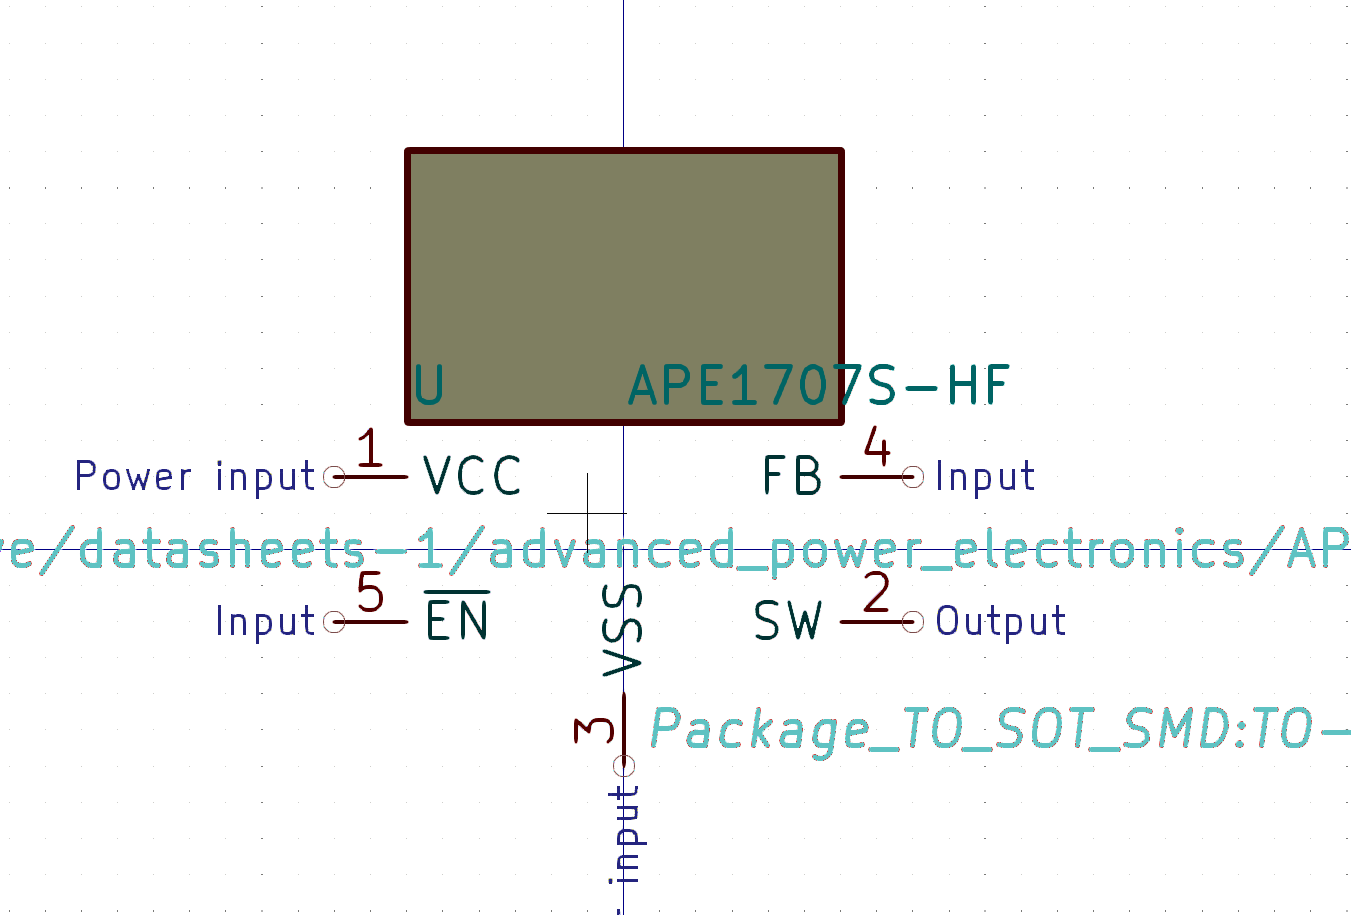 U APE1707S-HF
1 4
Power input VCC FB Input
ve/datasheets-1/advanced_power_electronics/AP
5 2
Input EN SW Output
VSS
3 Package_TO_SOT_SMD:TO-
input